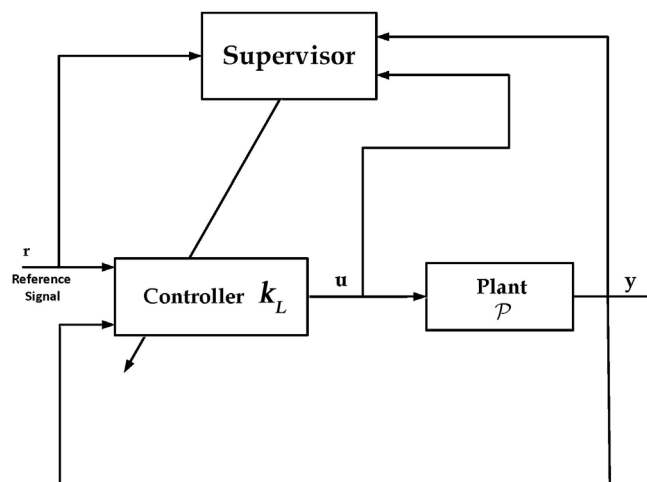 Supervisor
r
Reference
Signal
Controller k_L
u
Plant
𝒫
y